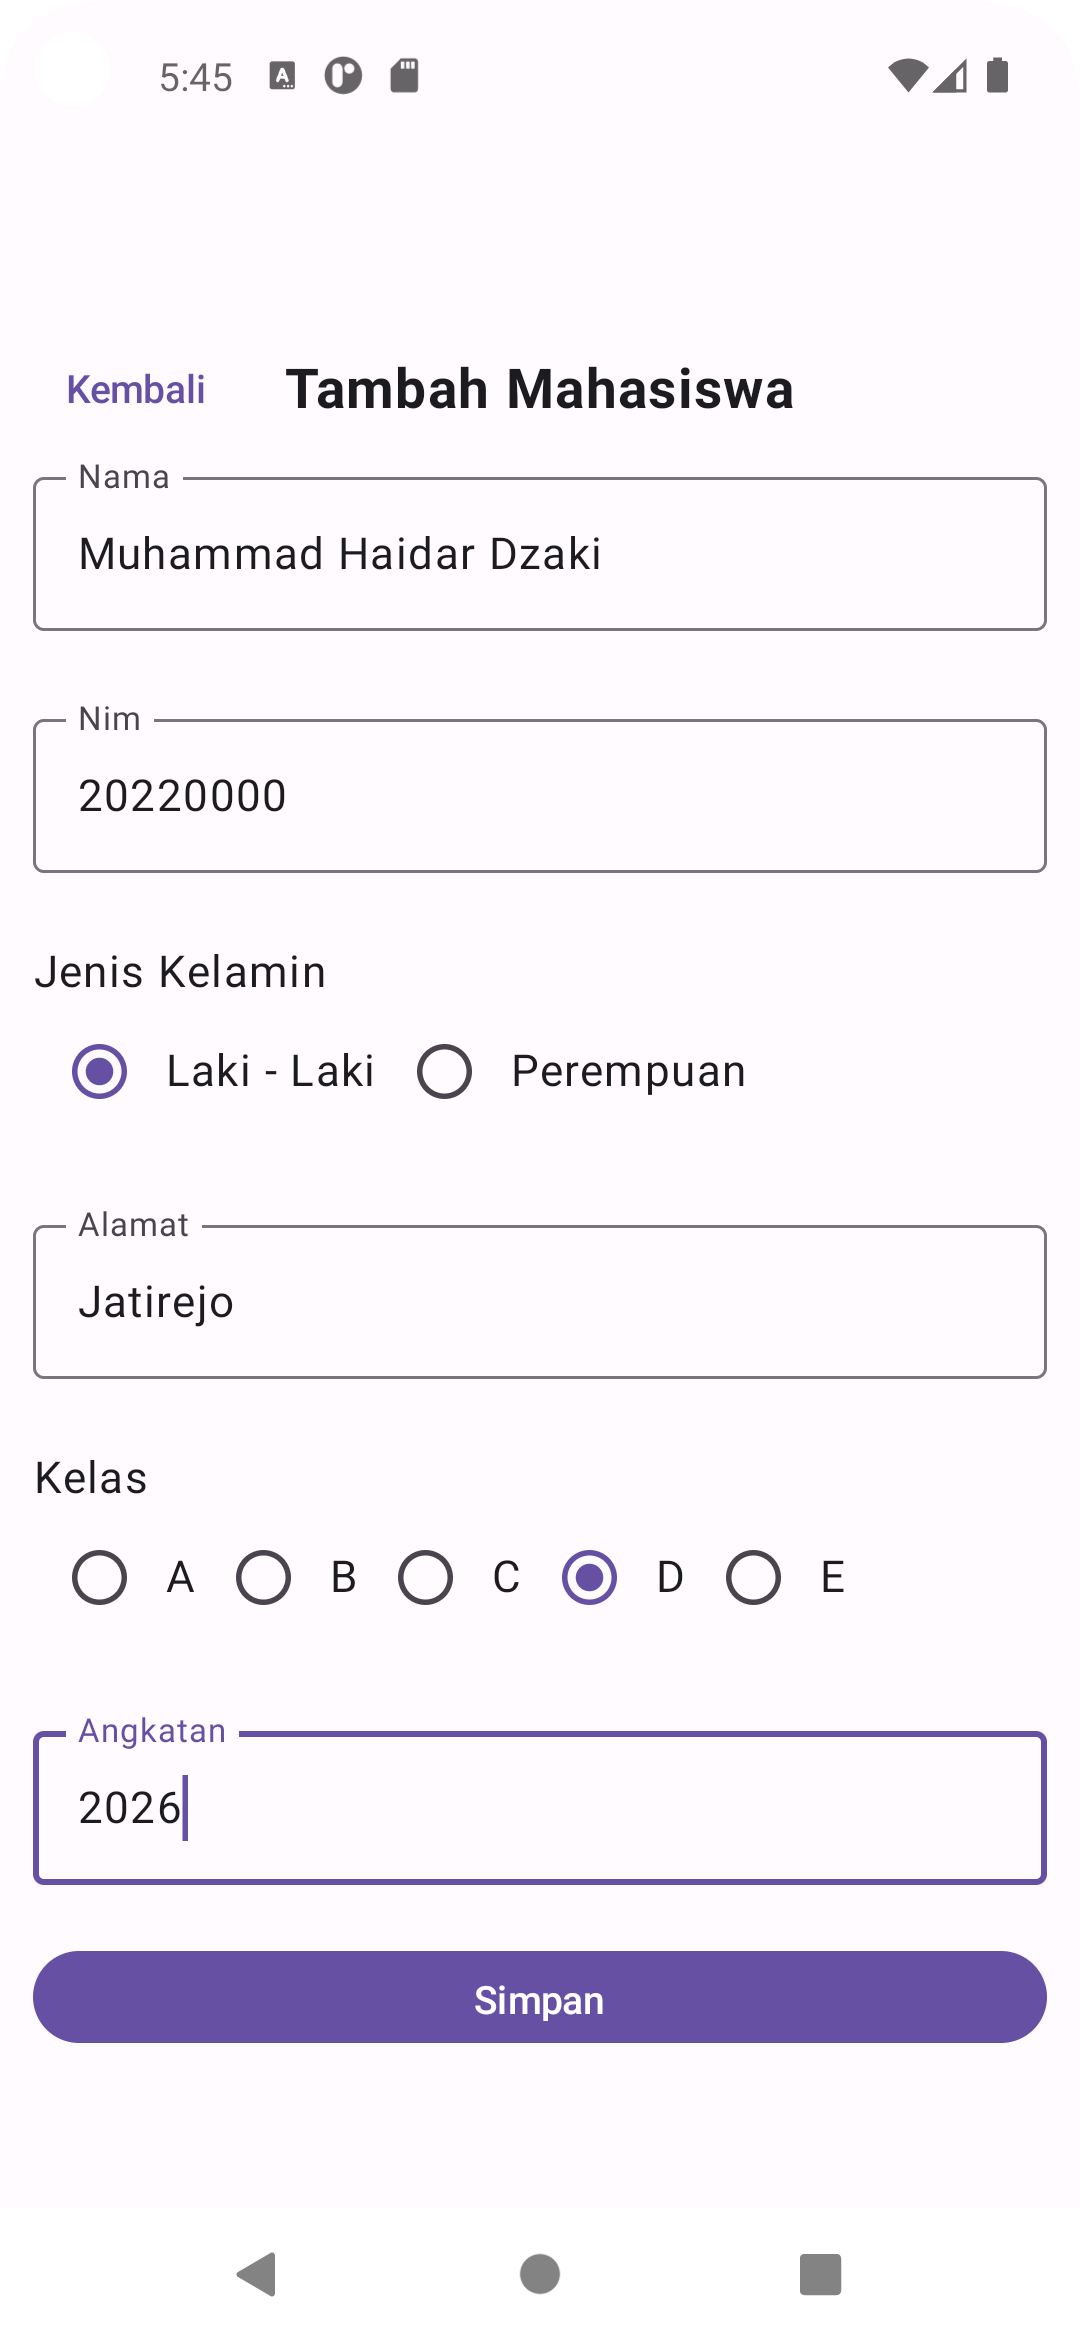 5:45
Kembali Tambah Mahasiswa
Nama
Muhammad Haidar Dzaki
Nim
20220000
Jenis Kelamin
Laki - Laki Perempuan
Alamat
Jatirejo
Kelas
A B C D E
Angkatan
2026
Simpan